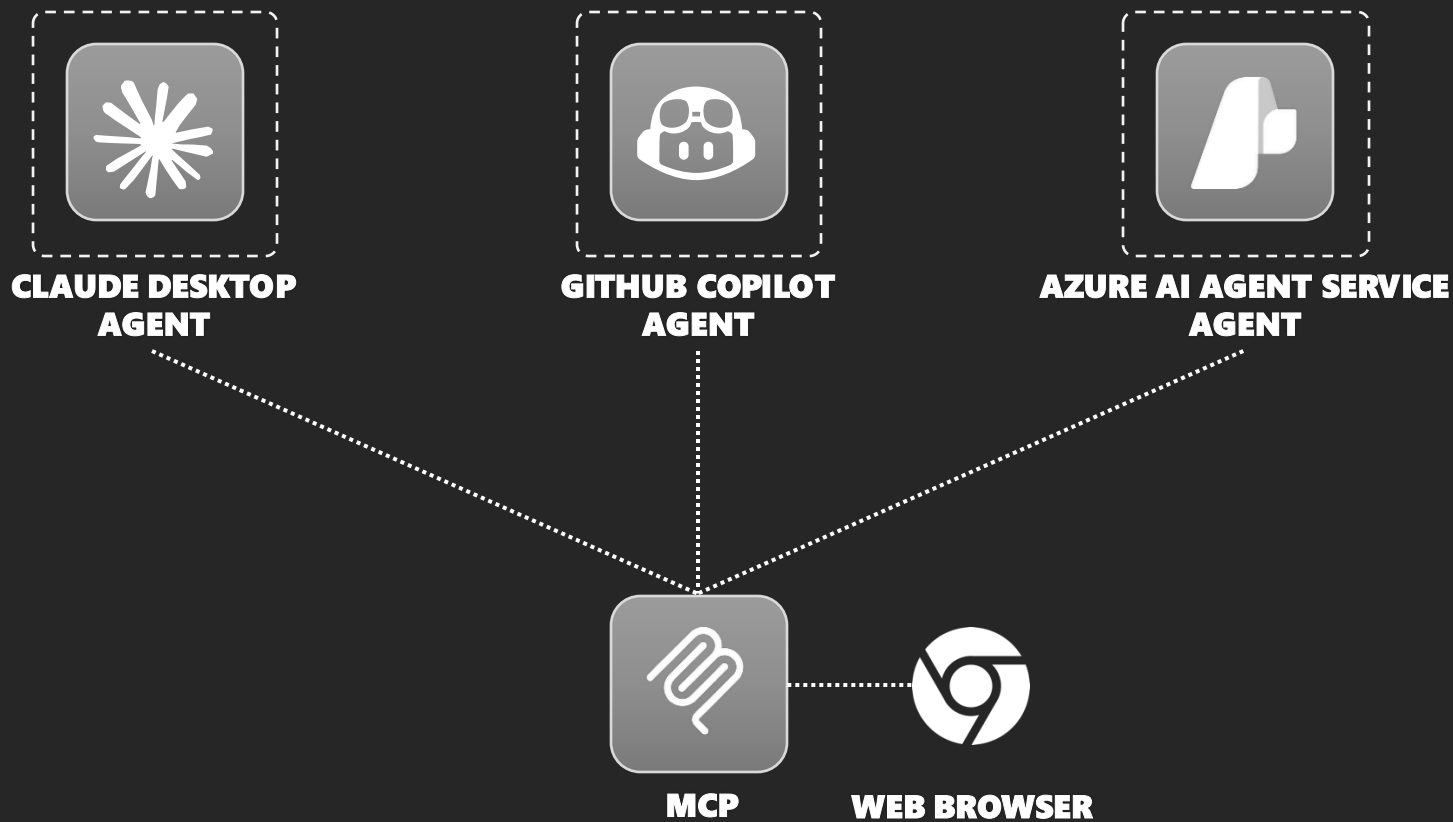 CLAUDE DESKTOP
AGENT
GITHUB COPILOT
AGENT
AZURE AI AGENT SERVICE
AGENT
MCP
WEB BROWSER